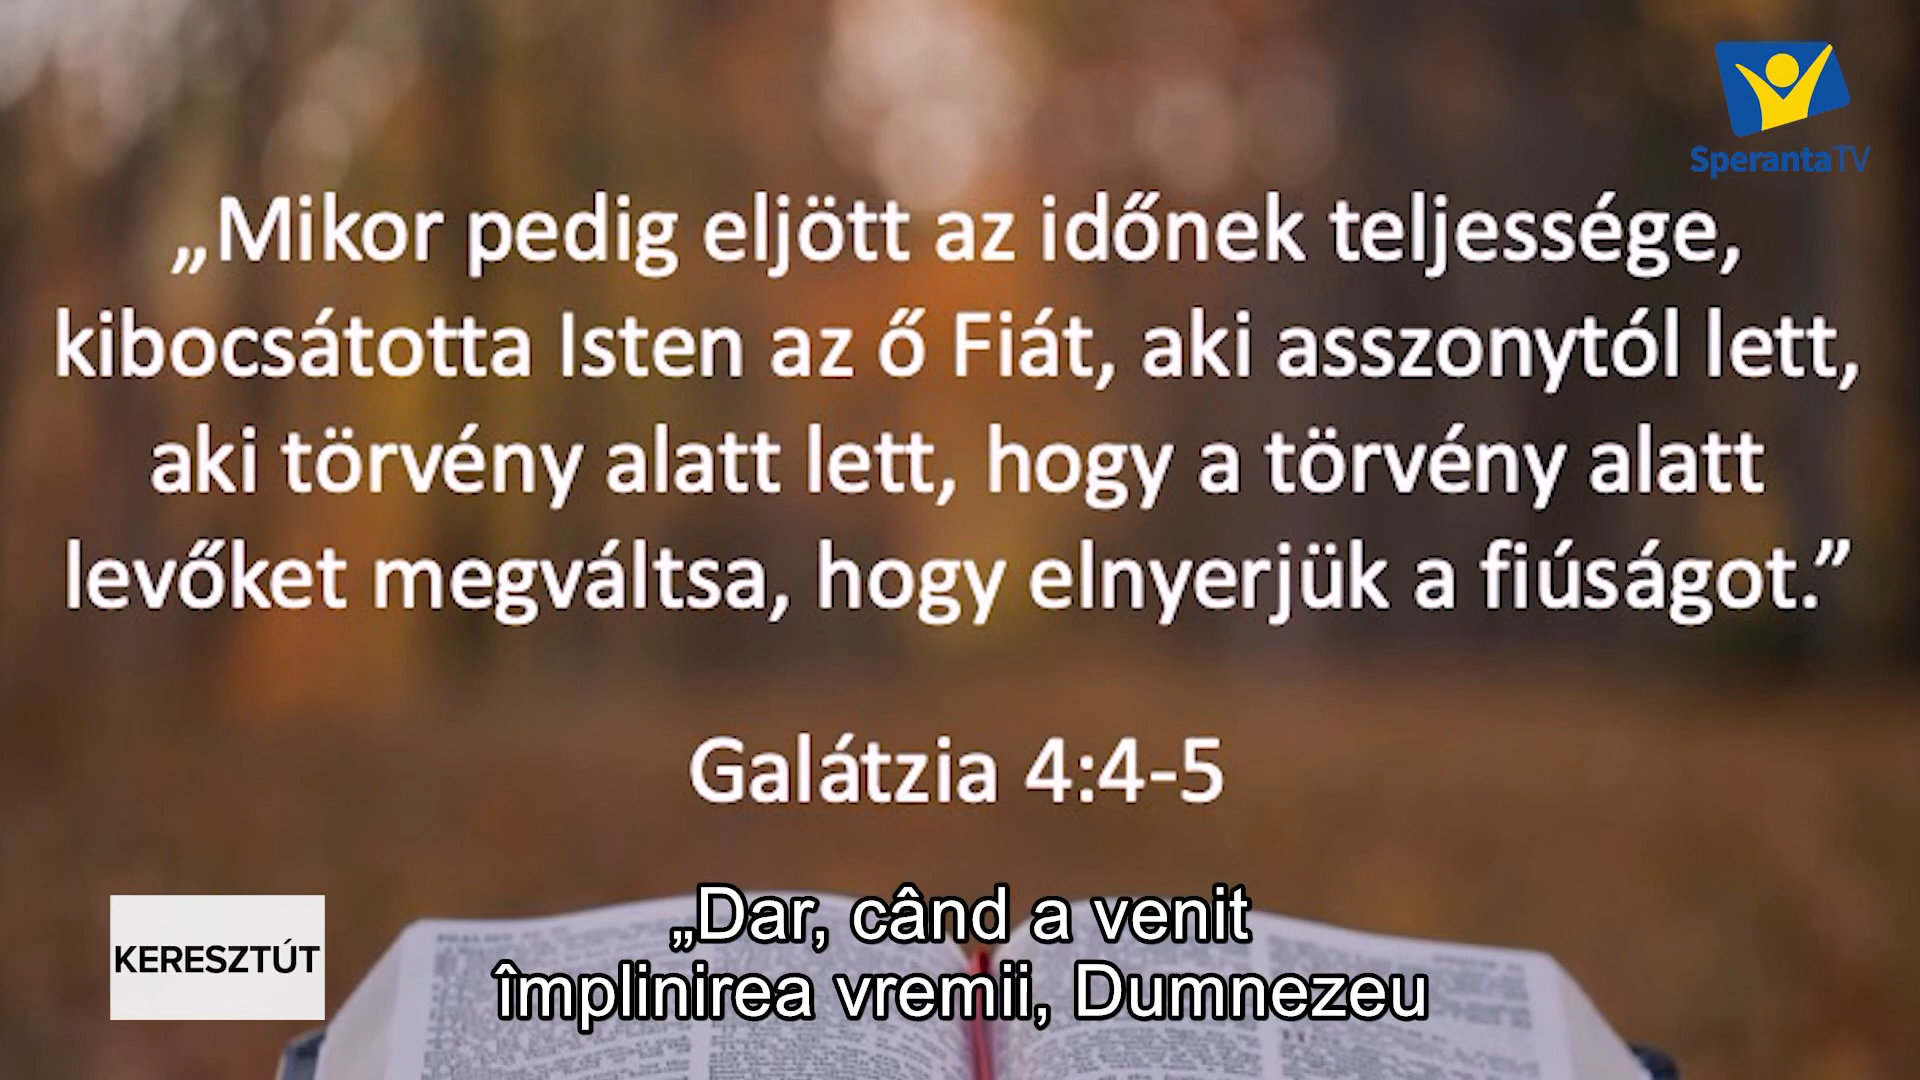 SperantaTV
„Mikor pedig eljött az időnek teljessége,
kibocsátotta Isten az ő Fiát, aki asszonytól lett,
aki törvény alatt lett, hogy a törvény alatt
levőket megváltsa, hogy elnyerjük a fiúságot.”
Galátzia 4:4-5
KERESZTÚT
„Dar, când a venit
împlinirea vremii, Dumnezeu